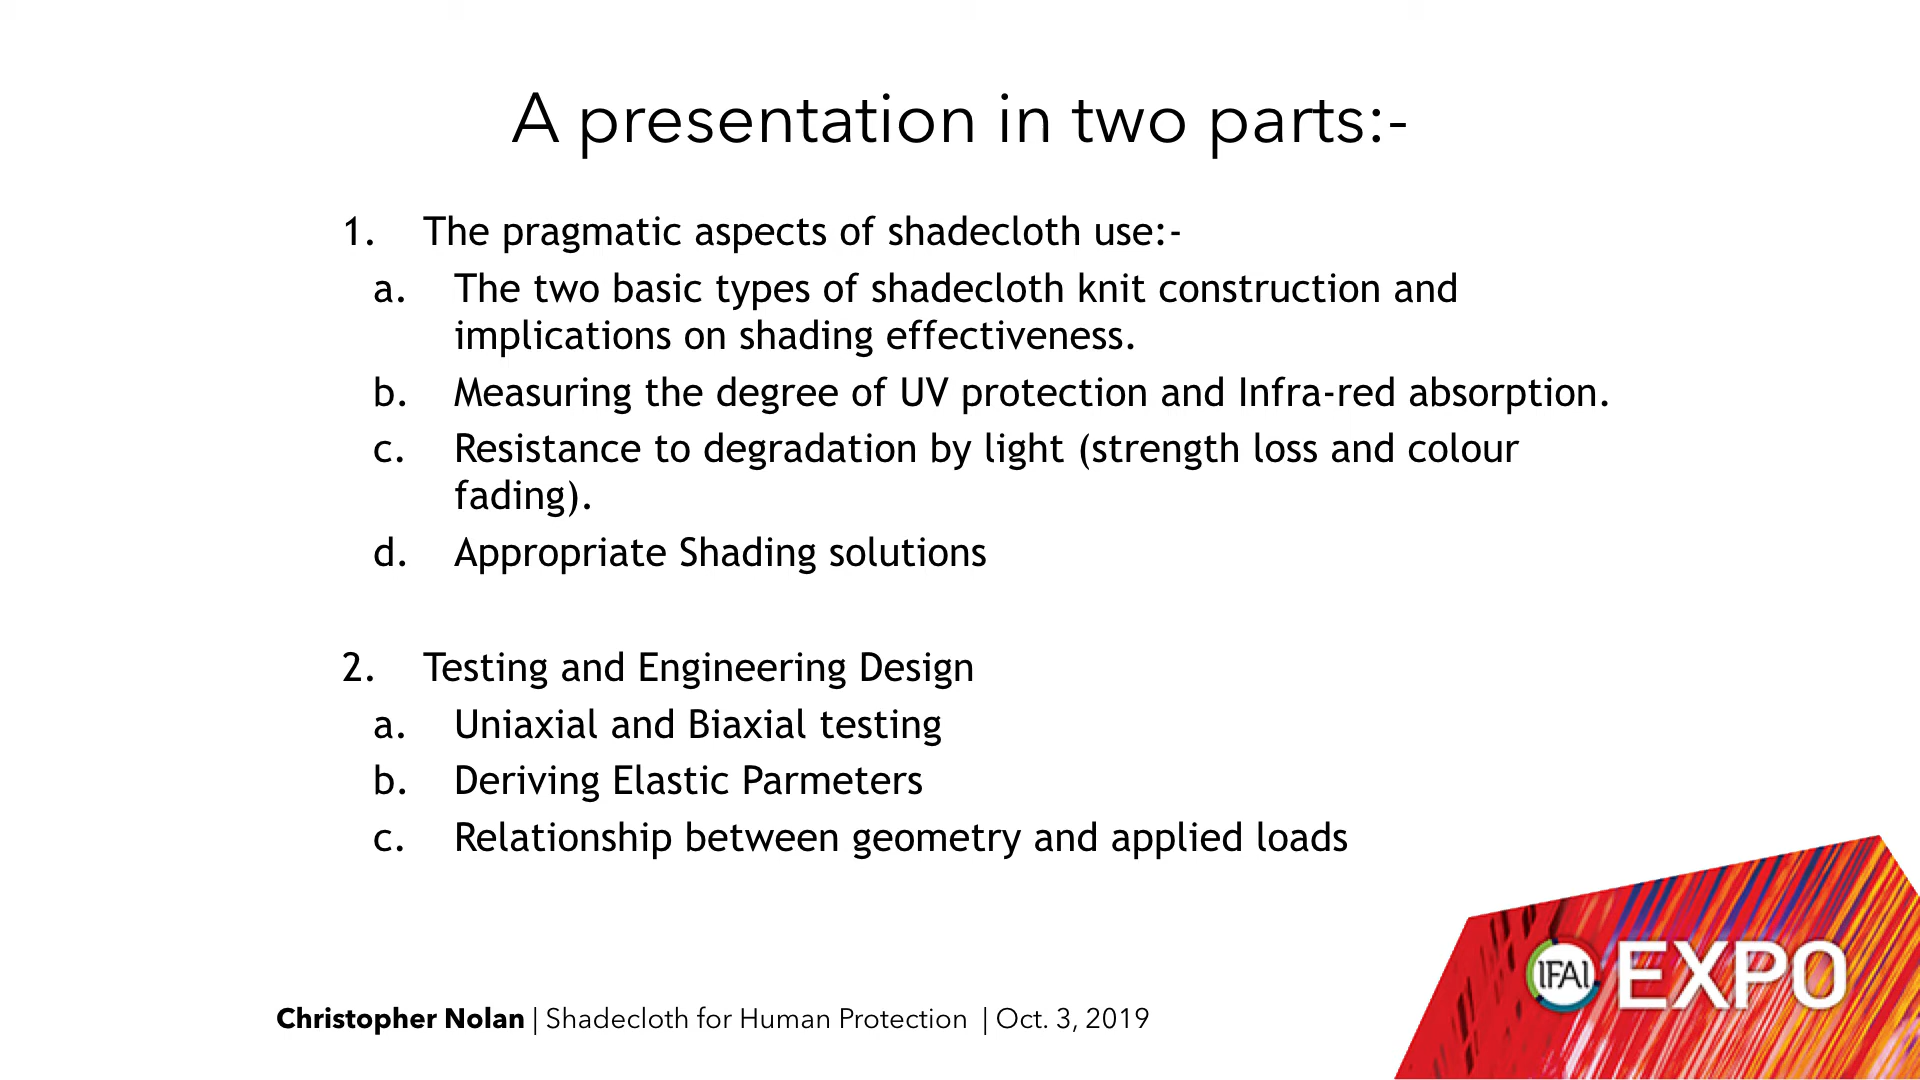 A presentation in two parts:-
1. The pragmatic aspects of shadecloth use:-
a. The two basic types of shadecloth knit construction and
implications on shading effectiveness.
b. Measuring the degree of UV protection and Infra-red absorption.
c. Resistance to degradation by light (strength loss and colour
fading).
d. Appropriate Shading solutions
2. Testing and Engineering Design
a. Uniaxial and Biaxial testing
b. Deriving Elastic Parmeters
c. Relationship between geometry and applied loads
IFAI EXPO
Christopher Nolan | Shadecloth for Human Protection | Oct. 3, 2019